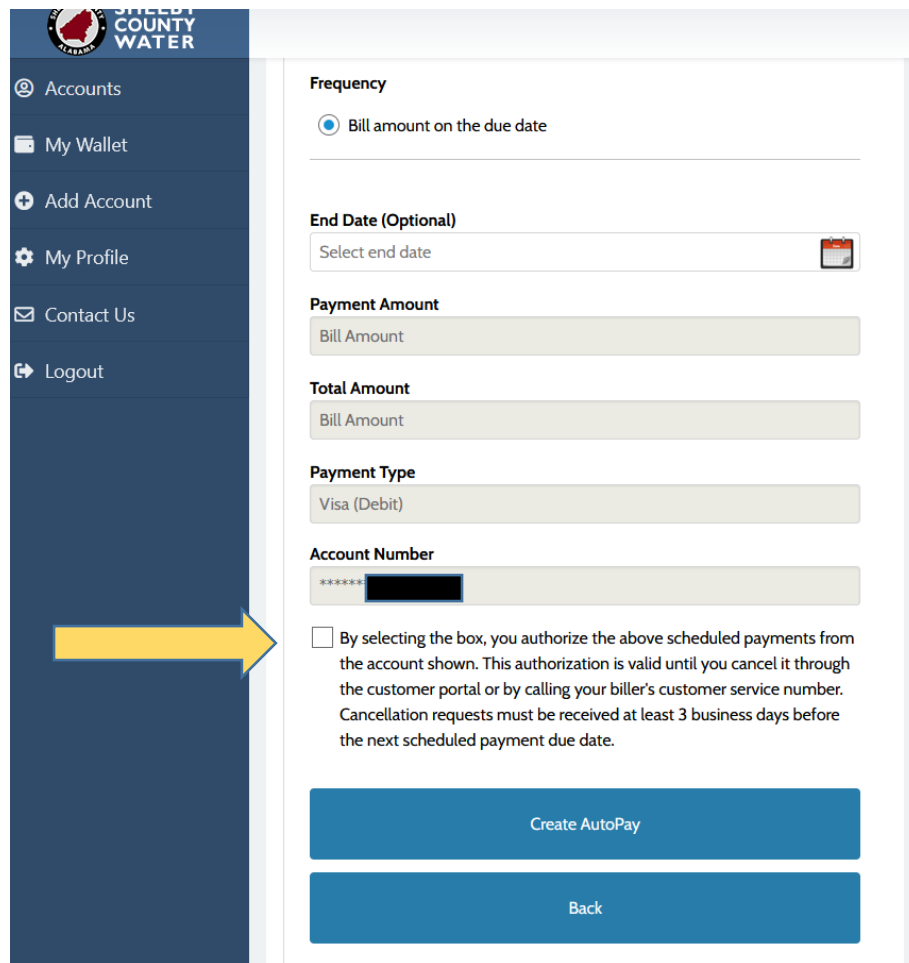 SHELBY
COUNTY
WATER
ALABAMA
Accounts
My Wallet
Add Account
My Profile
Contact Us
Logout
Frequency
Bill amount on the due date
End Date (Optional)
Select end date
Payment Amount
Bill Amount
Total Amount
Bill Amount
Payment Type
Visa (Debit)
Account Number
******
By selecting the box, you authorize the above scheduled payments from
the account shown. This authorization is valid until you cancel it through
the customer portal or by calling your biller's customer service number.
Cancellation requests must be received at least 3 business days before
the next scheduled payment due date.
Create AutoPay
Back